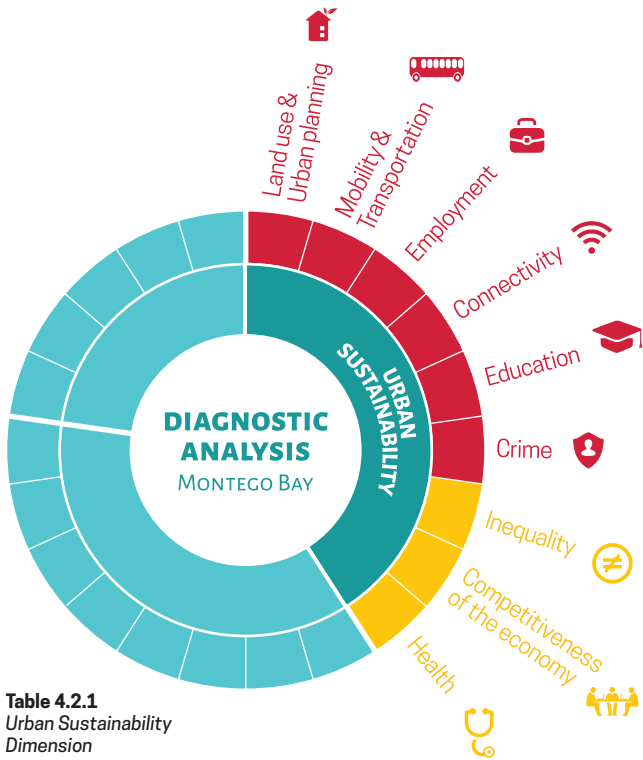 Land use &
Urban planning
Mobility &
Transportation
Employment
Connectivity
Education
Crime
Inequality
Competitiveness
of the economy
Health
URBAN
SUSTAINABILITY
DIAGNOSTIC
ANALYSIS
MONTEGO BAY
Table 4.2.1
Urban Sustainability
Dimension